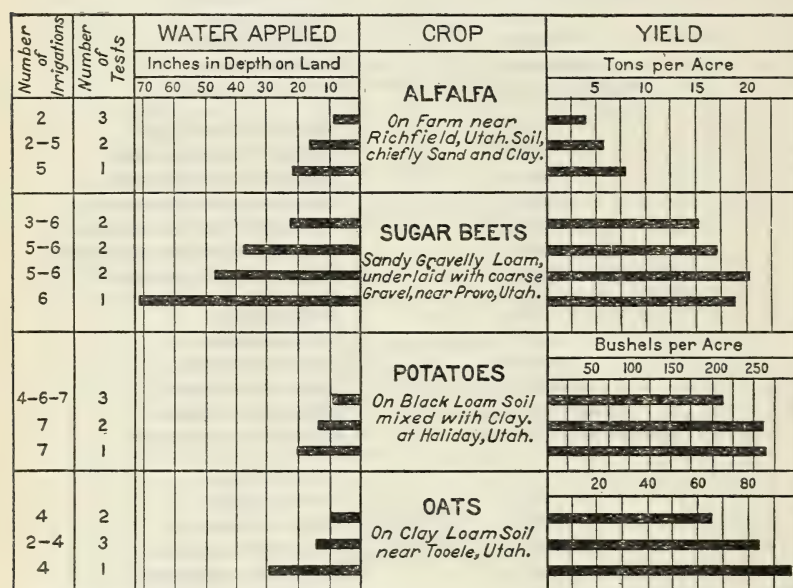 Number of Irrigations
Number of Tests
WATER APPLIED
CROP
YIELD
Inches in Depth on Land
70 60 50 40 30 20 10
Tons per Acre
5 10 15 20
ALFALFA
On Farm near
Richfield, Utah. Soil,
chiefly Sand and Clay.
2 3
2-5 2
5 1
SUGAR BEETS
Sandy Gravelly Loam,
underlaid with coarse
Gravel, near Provo, Utah.
3-6 2
5-6 2
5-6 2
6 1
Bushels per Acre
50 100 150 200 250
POTATOES
On Black Loam Soil
mixed with Clay.
at Haliday, Utah.
4-6-7 3
7 2
7 1
20 40 60 80
OATS
On Clay Loam Soil
near Tooele, Utah.
4 2
2-4 3
4 1